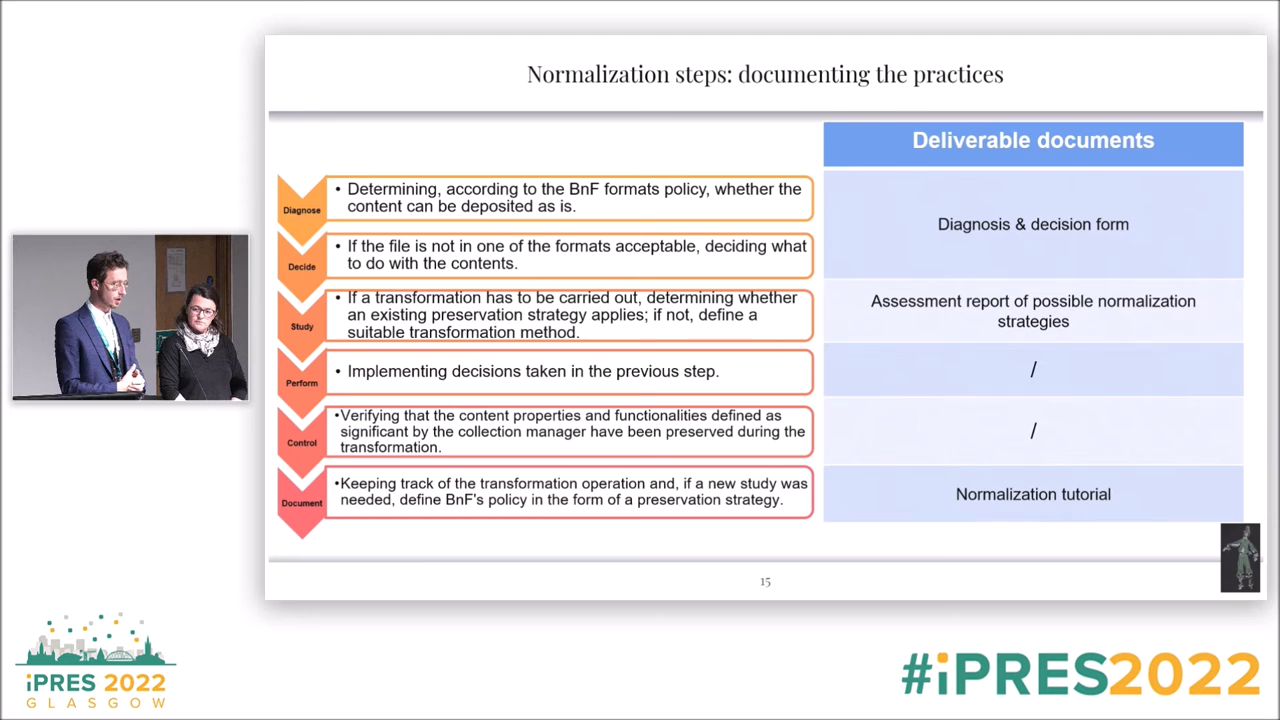 Normalization steps: documenting the practices
Deliverable documents
Diagnose
• Determining, according to the BnF formats policy, whether the
content can be deposited as is.
Diagnosis & decision form
Decide
• If the file is not in one of the formats acceptable, deciding what
to do with the contents.
Study
• If a transformation has to be carried out, determining whether
an existing preservation strategy applies; if not, define a
suitable transformation method.
Assessment report of possible normalization
strategies
Perform
• Implementing decisions taken in the previous step.
/
Control
•Verifying that the content properties and functionalities defined as
significant by the collection manager have been preserved during the
transformation.
/
Document
•Keeping track of the transformation operation and, if a new study was
needed, define BnF's policy in the form of a preservation strategy.
Normalization tutorial
15
iPRES 2022
GLASGOW
#iPRES2022